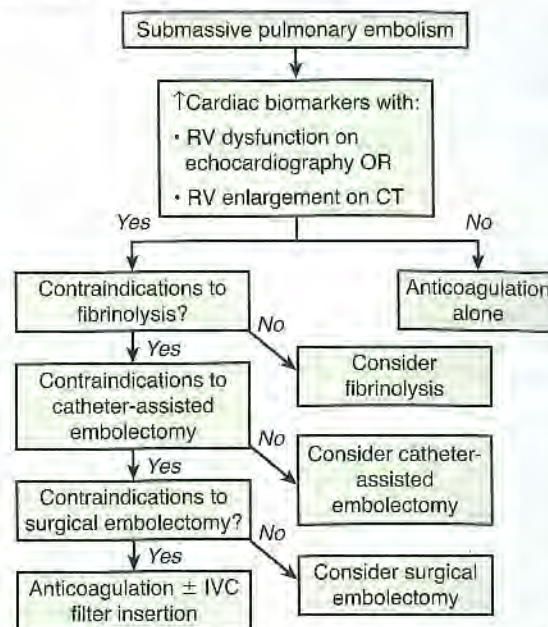 Submassive pulmonary embolism
↑Cardiac biomarkers with:
• RV dysfunction on
echocardiography OR
• RV enlargement on CT
Yes
No
Contraindications to
fibrinolysis?
Anticoagulation
alone
No
Yes
Consider
fibrinolysis
Contraindications to
catheter-assisted
embolectomy
No
Consider catheter-
assisted
embolectomy
Yes
Contraindications to
surgical embolectomy?
No
Yes
Consider surgical
embolectomy
Anticoagulation ± IVC
filter insertion